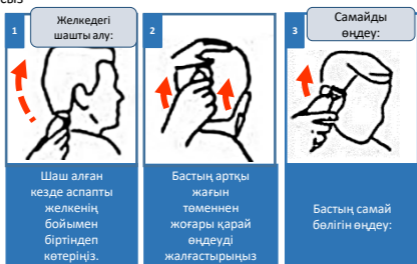 сыз
1
Желкедегі
шашты алу:
2
3
Самайды
өңдеу:
Шаш алған
кезде аспапты
желкенің
бойымен
біртіндеп
көтеріңіз.
Бастың артқы
жағын
төменнен
жоғары қарай
өңдеуді
жалғастырыңыз
Бастың самай
бөлігін өңдеу: